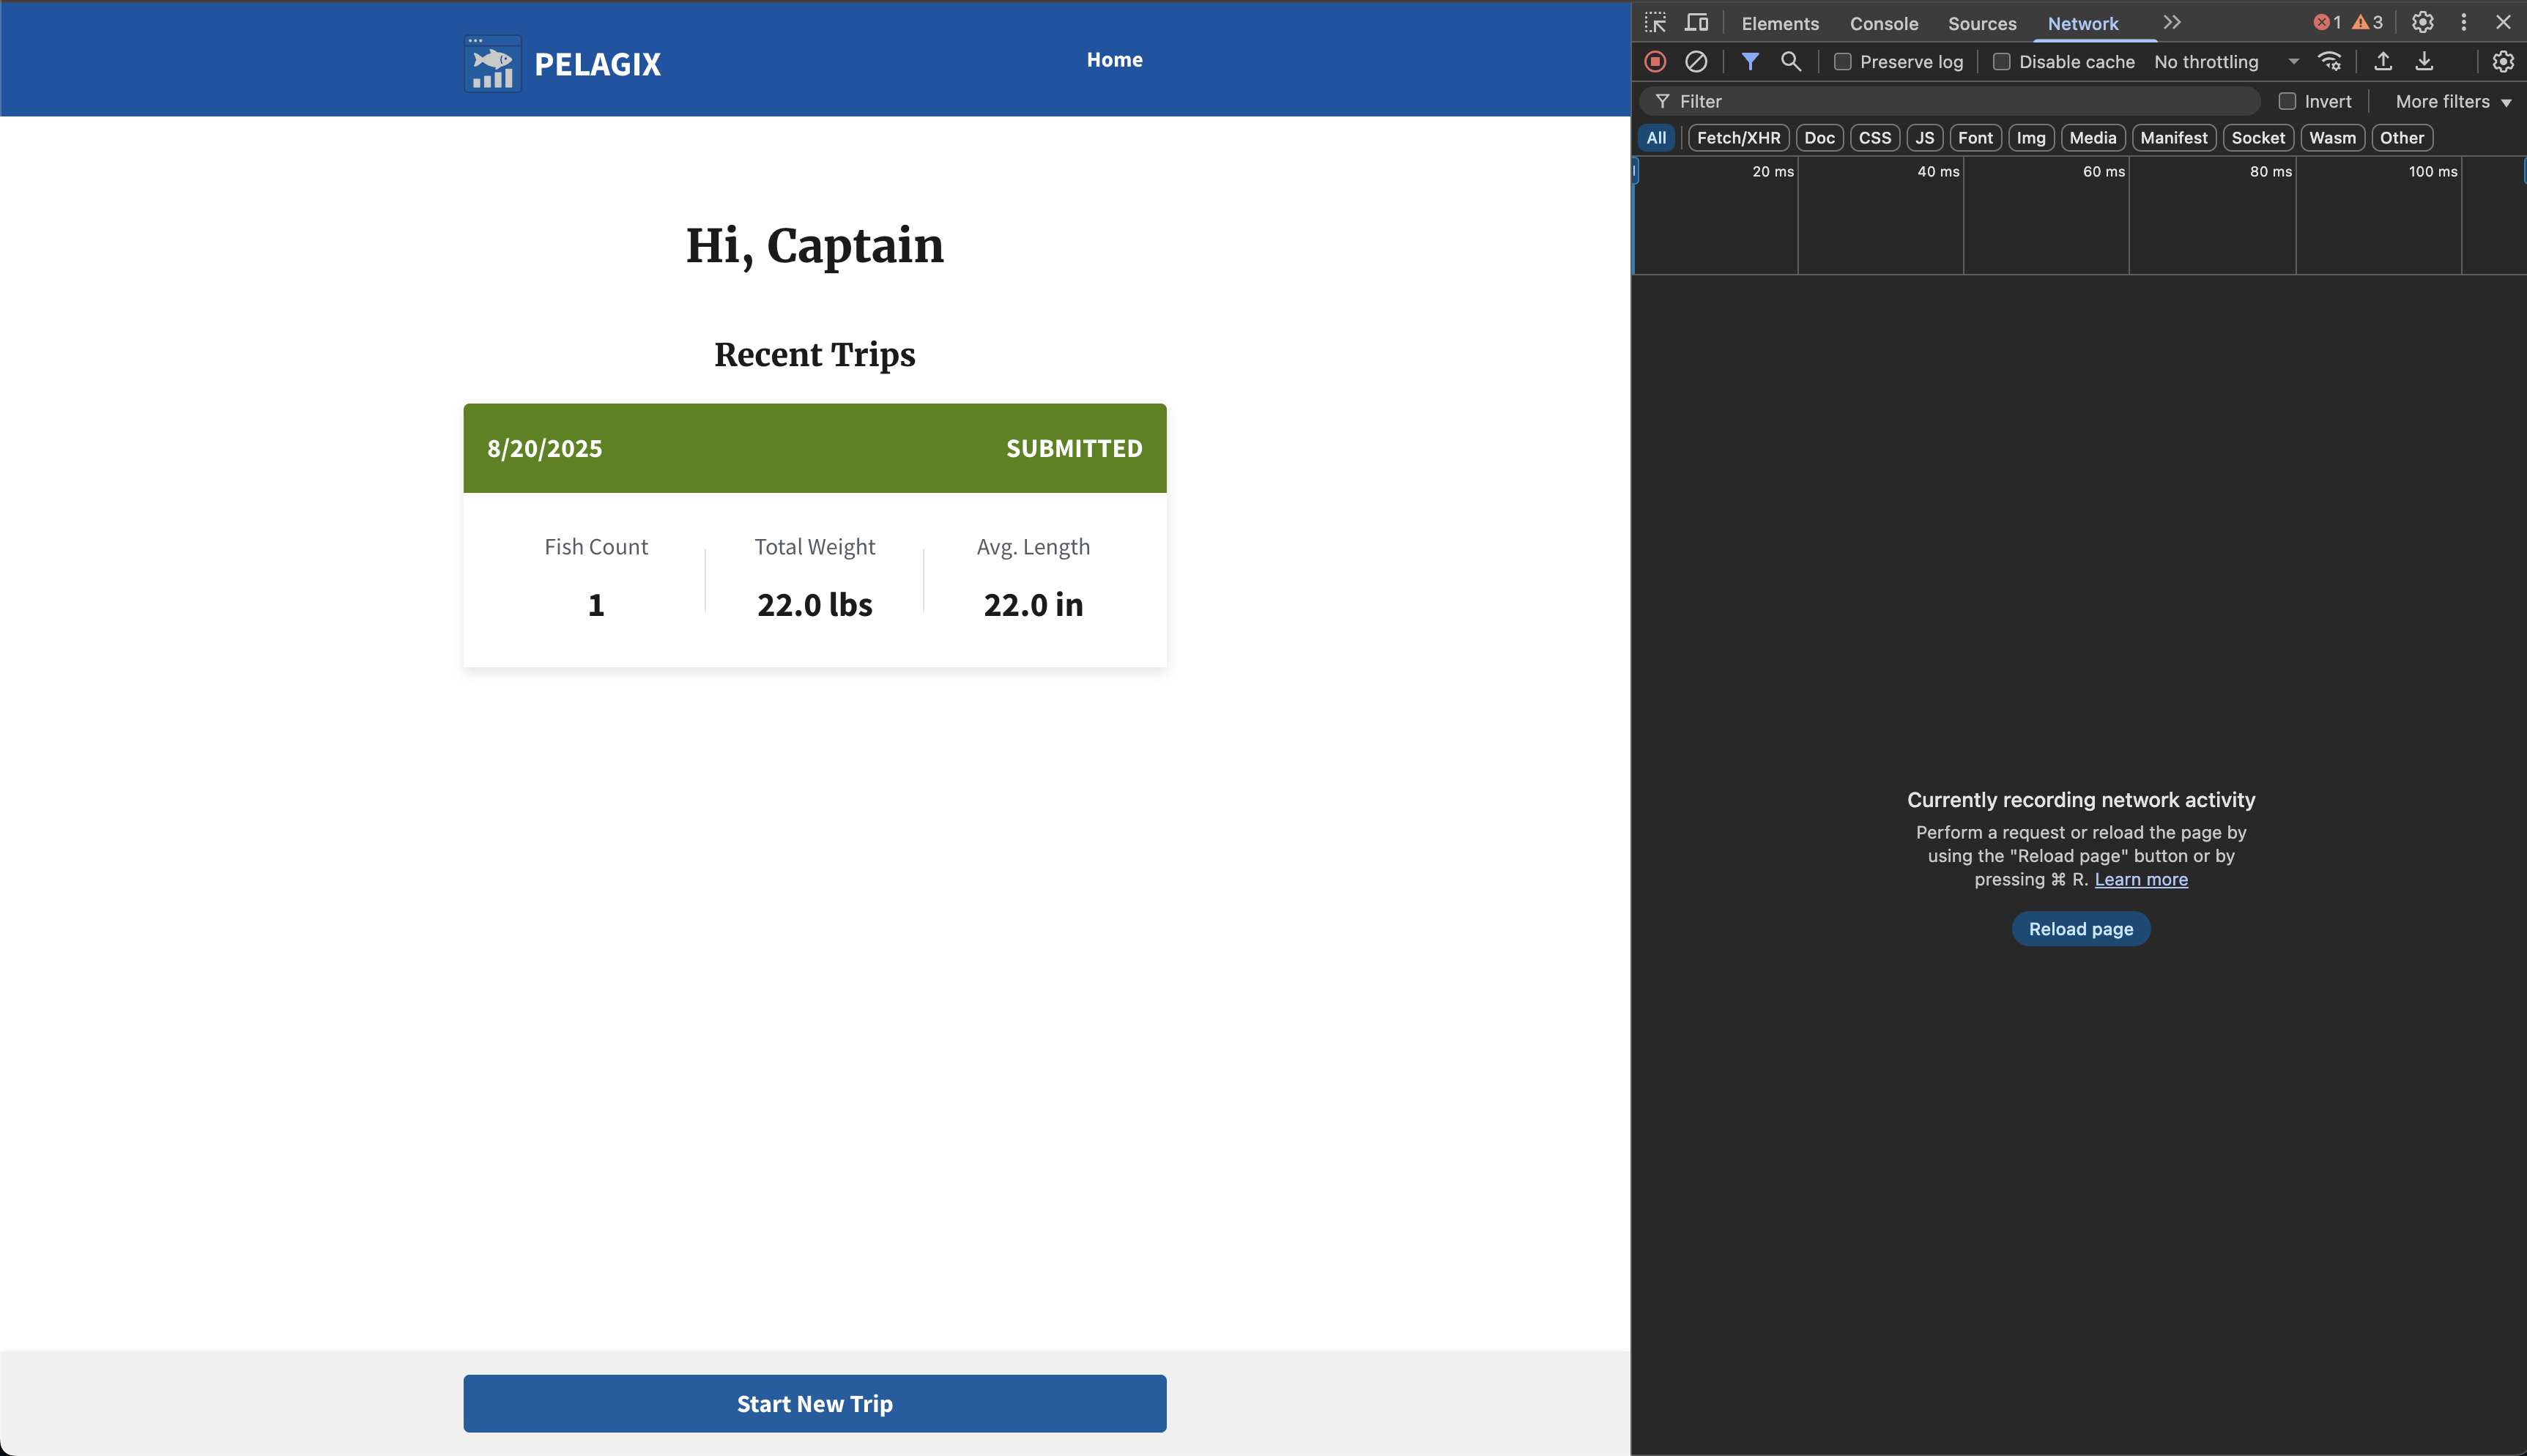 PELAGIX
Home
Hi, Captain
Recent Trips
8/20/2025 SUBMITTED
Fish Count Total Weight Avg. Length
1 22.0 lbs 22.0 in
Start New Trip
Elements Console Sources Network 1 3
Preserve log Disable cache No throttling
Filter Invert More filters
All Fetch/XHR Doc CSS JS Font Img Media Manifest Socket Wasm Other
20 ms 40 ms 60 ms 80 ms 100 ms
Currently recording network activity
Perform a request or reload the page by
using the "Reload page" button or by
pressing ⌘ R. Learn more
Reload page